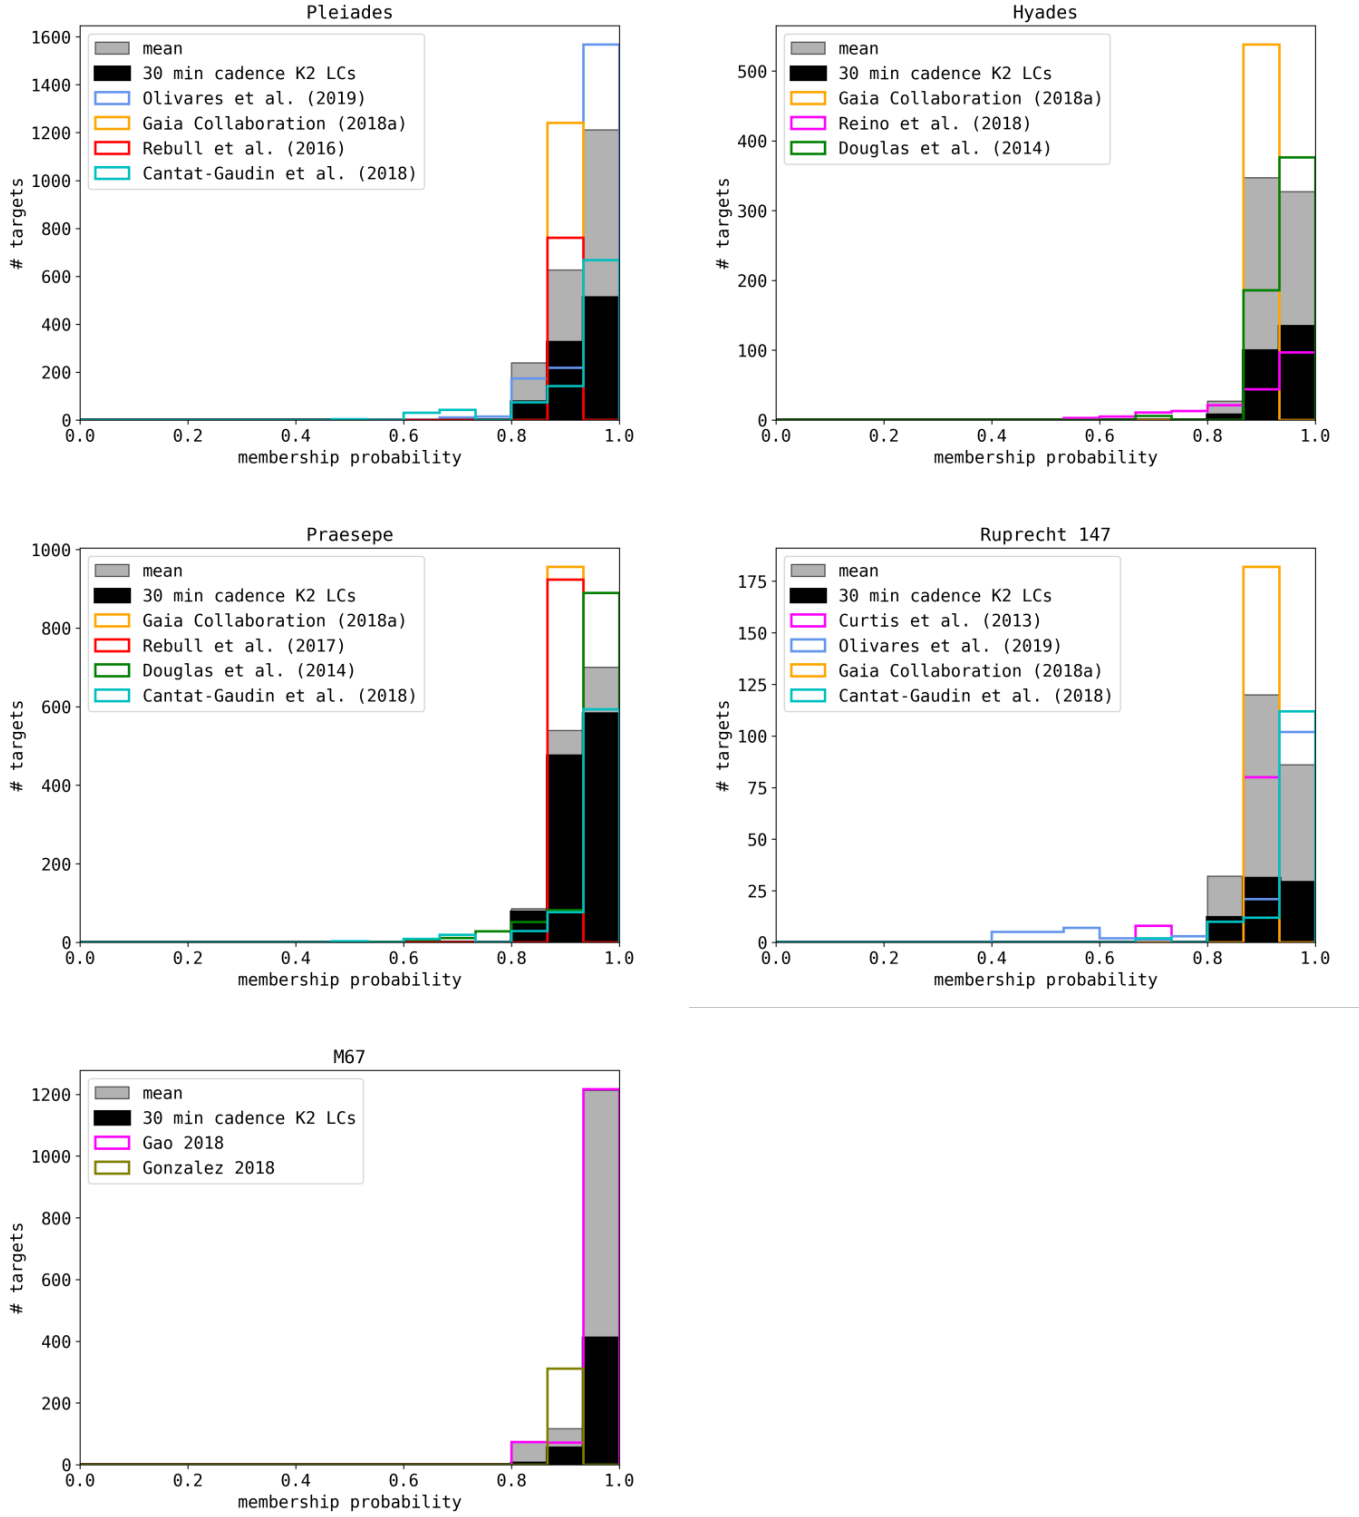 Pleiades
1600
1400
1200
1000
800
600
400
200
0
# targets
mean
30 min cadence K2 LCs
Olivares et al. (2019)
Gaia Collaboration (2018a)
Rebull et al. (2016)
Cantat-Gaudin et al. (2018)
0.0 0.2 0.4 0.6 0.8 1.0
membership probability
Hyades
500
400
300
200
100
0
# targets
mean
30 min cadence K2 LCs
Gaia Collaboration (2018a)
Reino et al. (2018)
Douglas et al. (2014)
0.0 0.2 0.4 0.6 0.8 1.0
membership probability
Praesepe
1000
800
600
400
200
0
# targets
mean
30 min cadence K2 LCs
Gaia Collaboration (2018a)
Rebull et al. (2017)
Douglas et al. (2014)
Cantat-Gaudin et al. (2018)
0.0 0.2 0.4 0.6 0.8 1.0
membership probability
Ruprecht 147
175
150
125
100
75
50
25
0
# targets
mean
30 min cadence K2 LCs
Curtis et al. (2013)
Olivares et al. (2019)
Gaia Collaboration (2018a)
Cantat-Gaudin et al. (2018)
0.0 0.2 0.4 0.6 0.8 1.0
membership probability
M67
1200
1000
800
600
400
200
0
# targets
mean
30 min cadence K2 LCs
Gao 2018
Gonzalez 2018
0.0 0.2 0.4 0.6 0.8 1.0
membership probability